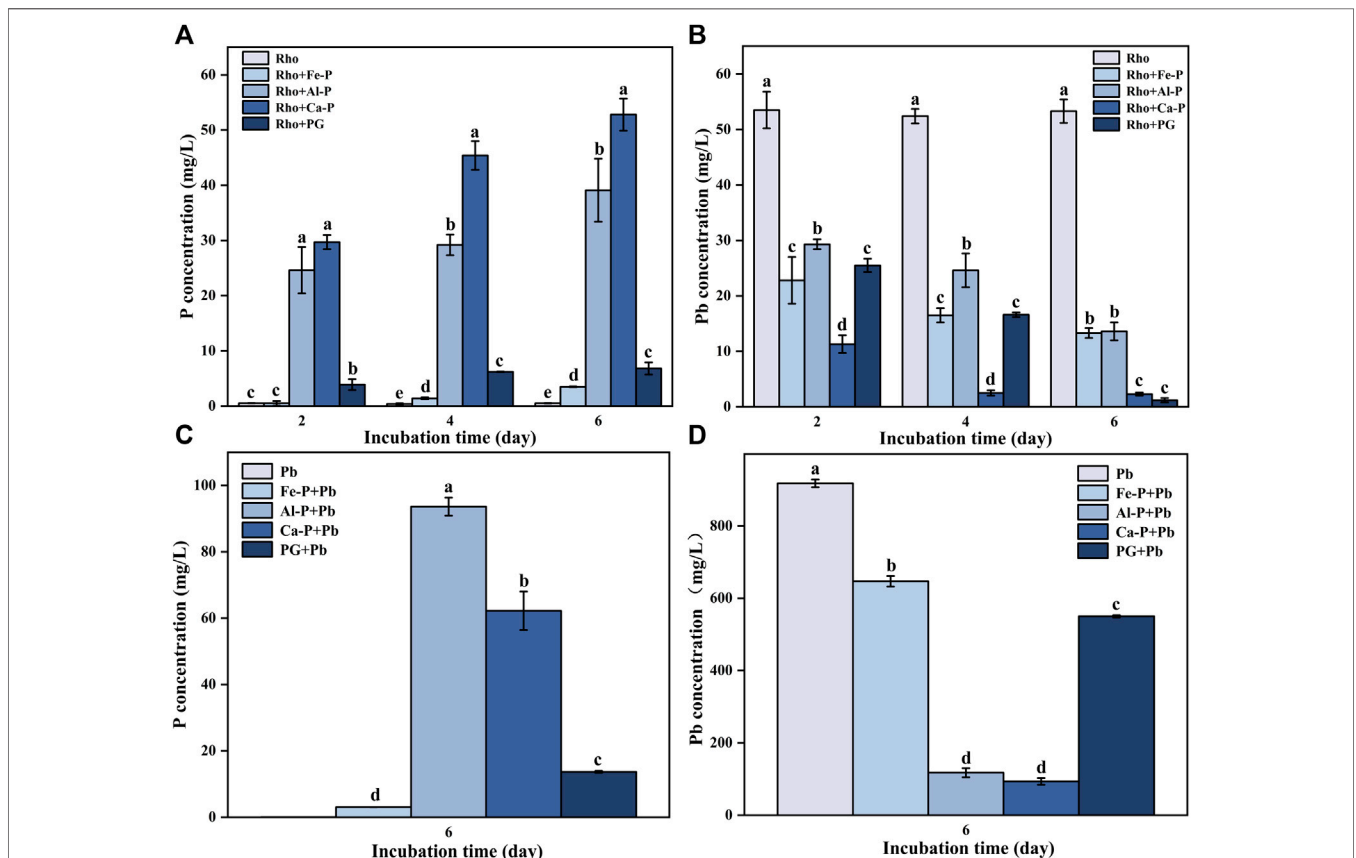 A
Rho
Rho+Fe-P
Rho+Al-P
Rho+Ca-P
Rho+PG
P concentration (mg/L)
60
50
40
30
20
10
0
c c a a b
e d b a c
e d b a c
2 4 6
Incubation time (day)
B
Rho
Rho+Fe-P
Rho+Al-P
Rho+Ca-P
Rho+PG
Pb concentration (mg/L)
60
50
40
30
20
10
0
a c b d c
a c b d c
a b b c c
2 4 6
Incubation time (day)
C
Pb
Fe-P+Pb
Al-P+Pb
Ca-P+Pb
PG+Pb
P concentration (mg/L)
100
80
60
40
20
0
d a b c
6
Incubation time (day)
D
Pb
Fe-P+Pb
Al-P+Pb
Ca-P+Pb
PG+Pb
Pb concentration （mg/L）
800
600
400
200
0
a b d d c
6
Incubation time (day)